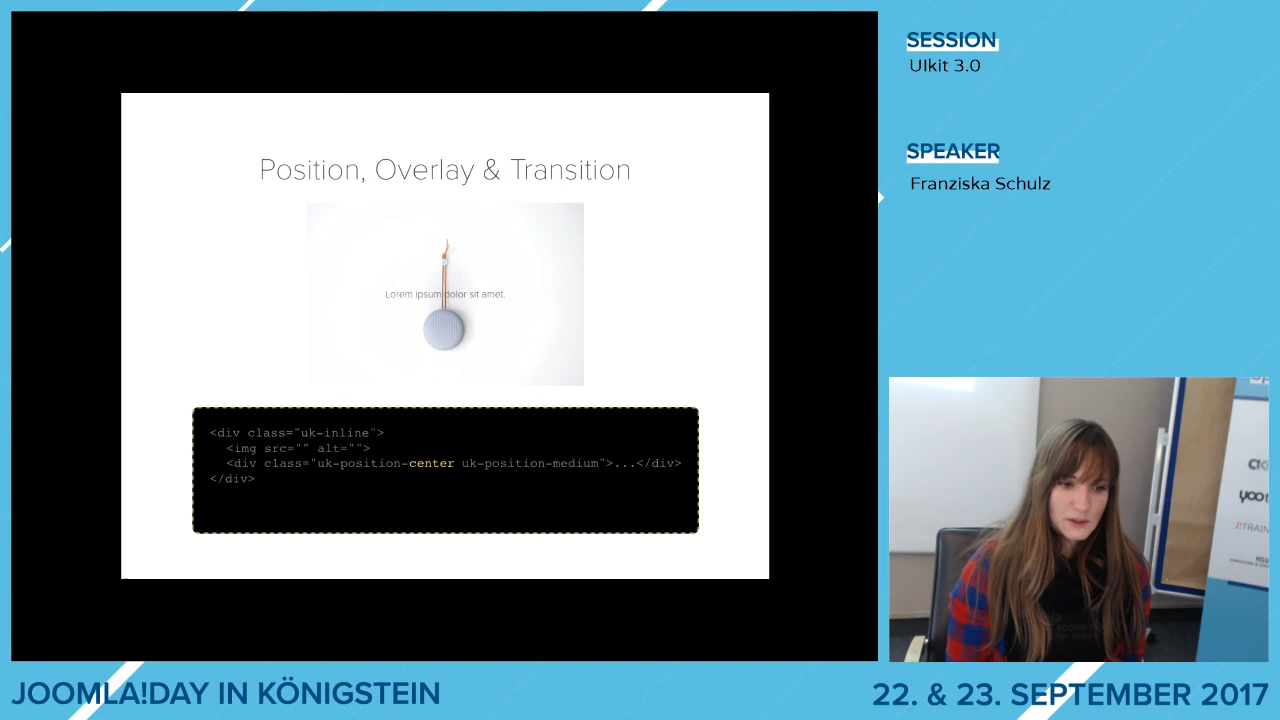 SESSION
UIkit 3.0
SPEAKER
Franziska Schulz
Position, Overlay & Transition
Lorem ipsum dolor sit amet.
<div class="uk-inline">
<img src="" alt="">
<div class="uk-position-center uk-position-medium">...</div>
</div>
J!TRAIN
JOOMLA!DAY IN KÖNIGSTEIN
22. & 23. SEPTEMBER 2017